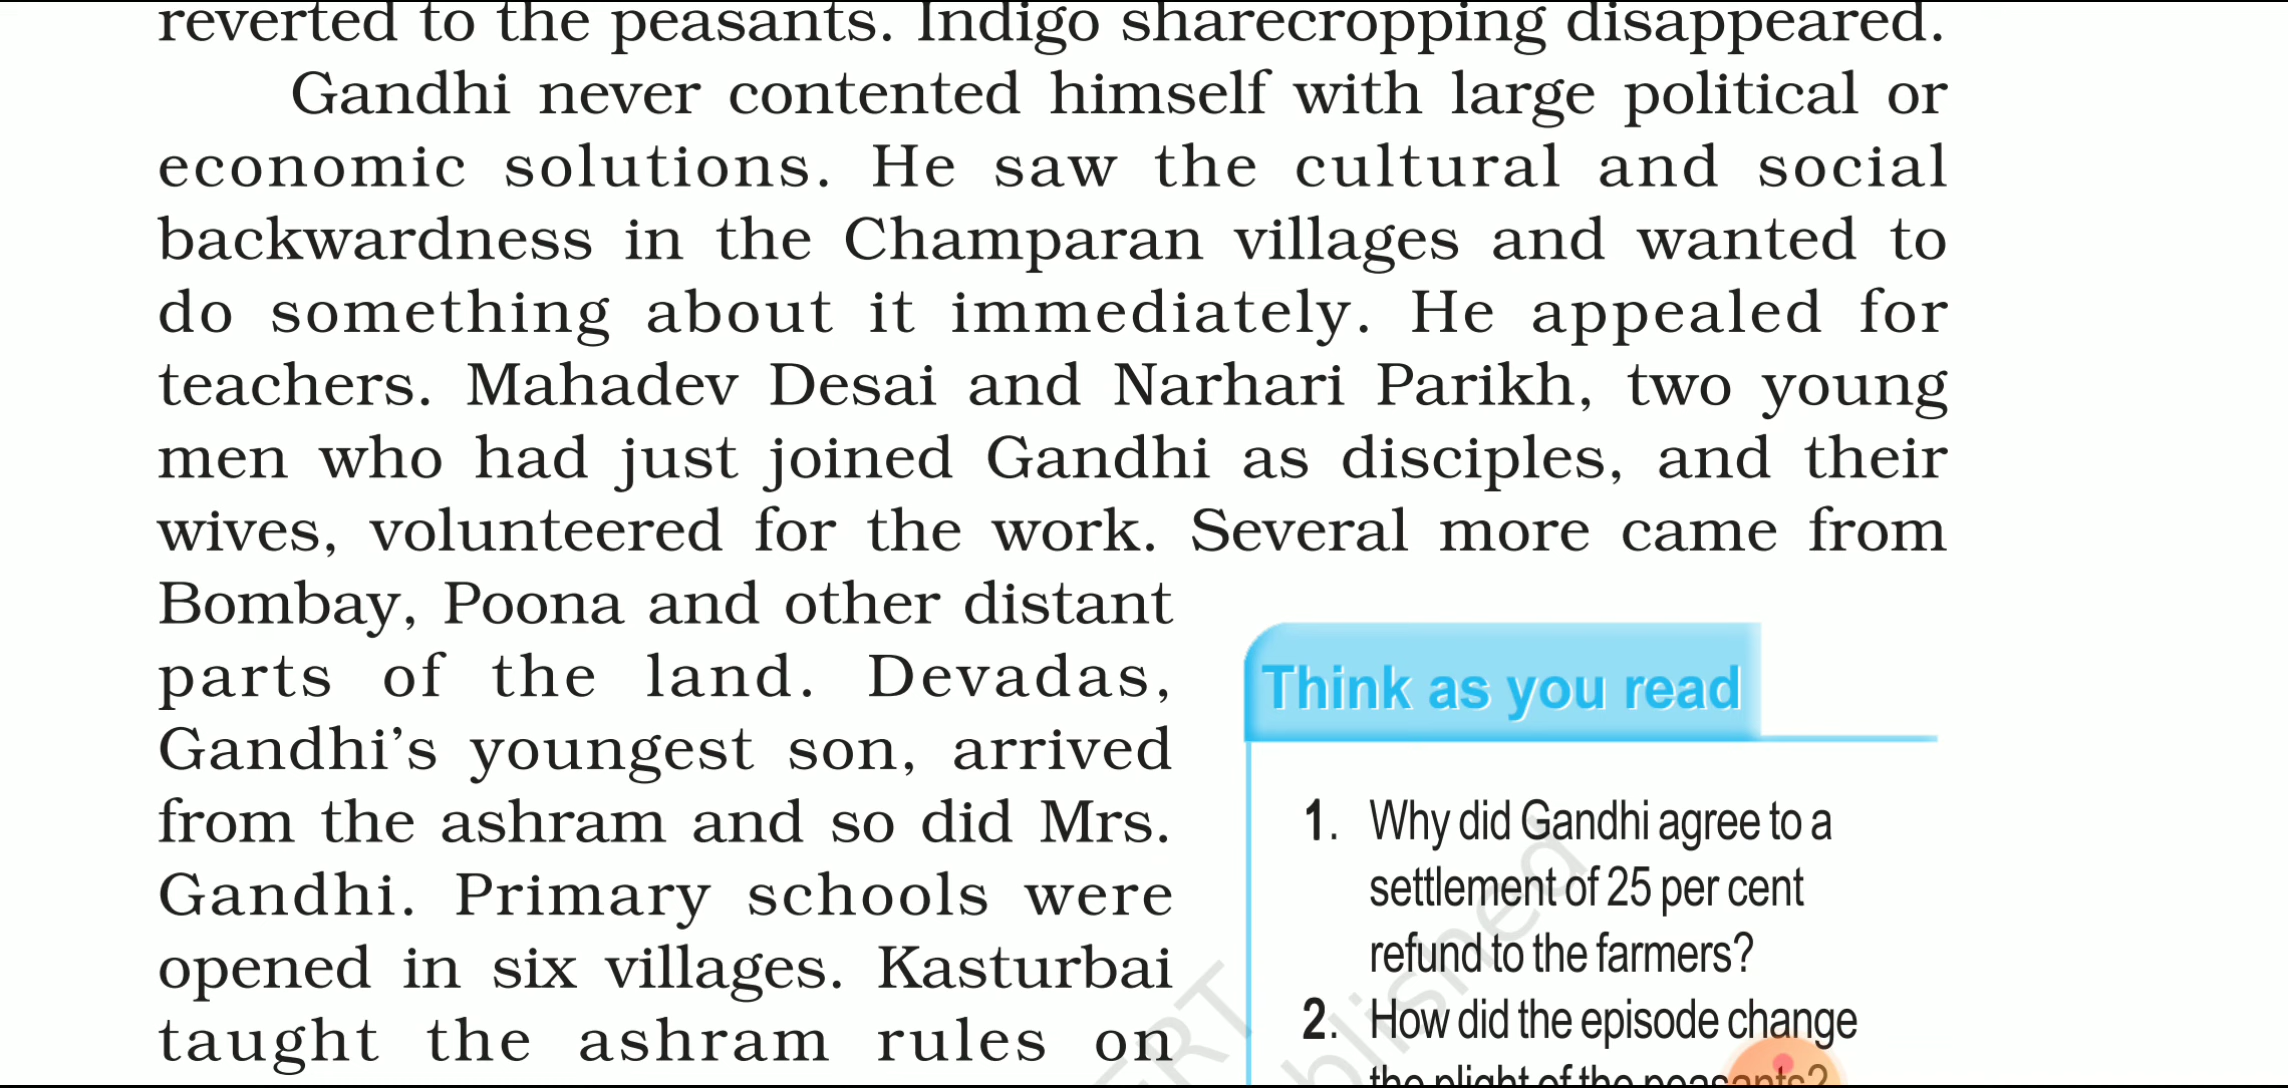 reverted to the peasants. Indigo sharecropping disappeared.
Gandhi never contented himself with large political or
economic solutions. He saw the cultural and social
backwardness in the Champaran villages and wanted to
do something about it immediately. He appealed for
teachers. Mahadev Desai and Narhari Parikh, two young
men who had just joined Gandhi as disciples, and their
wives, volunteered for the work. Several more came from
Bombay, Poona and other distant
parts of the land. Devadas,
Gandhi’s youngest son, arrived
from the ashram and so did Mrs.
Gandhi. Primary schools were
opened in six villages. Kasturbai
taught the ashram rules on
Think as you read
1. Why did Gandhi agree to a
settlement of 25 per cent
refund to the farmers?
2. How did the episode change
the plight of the peasants?